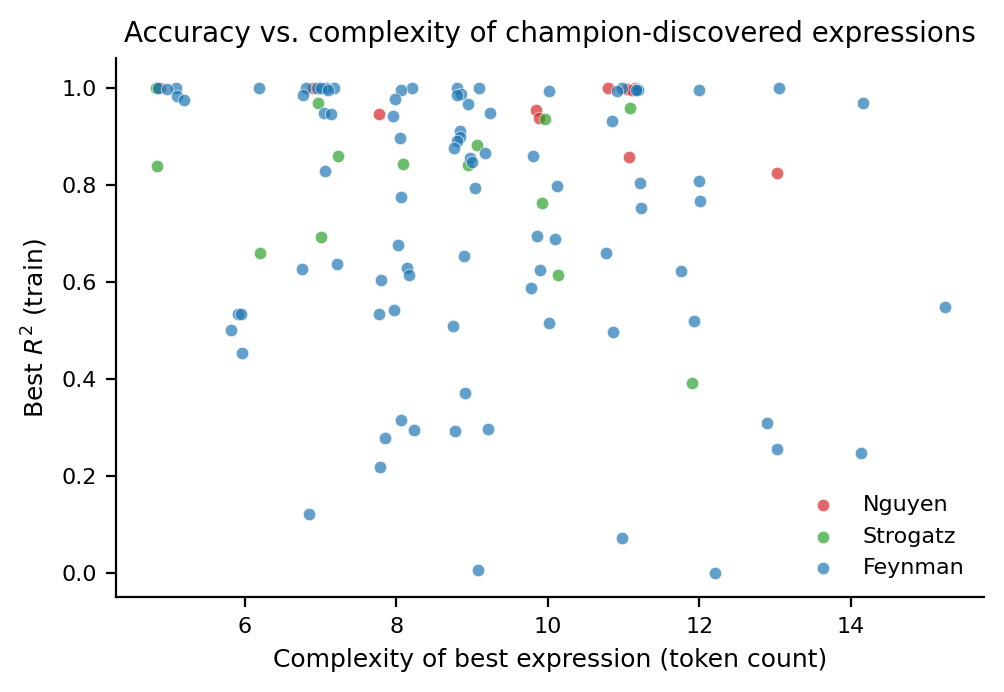 Accuracy vs. complexity of champion-discovered expressions
Best R² (train)
1.0
0.8
0.6
0.4
0.2
0.0
6 8 10 12 14
Complexity of best expression (token count)
Nguyen
Strogatz
Feynman